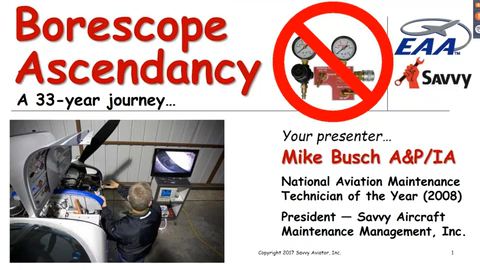 Borescope
Ascendancy
A 33-year journey…
EAA
Savvy
Your presenter…
Mike Busch A&P/IA
National Aviation Maintenance
Technician of the Year (2008)
President — Savvy Aircraft
Maintenance Management, Inc.
Copyright 2017 Savvy Aviator, Inc.
1